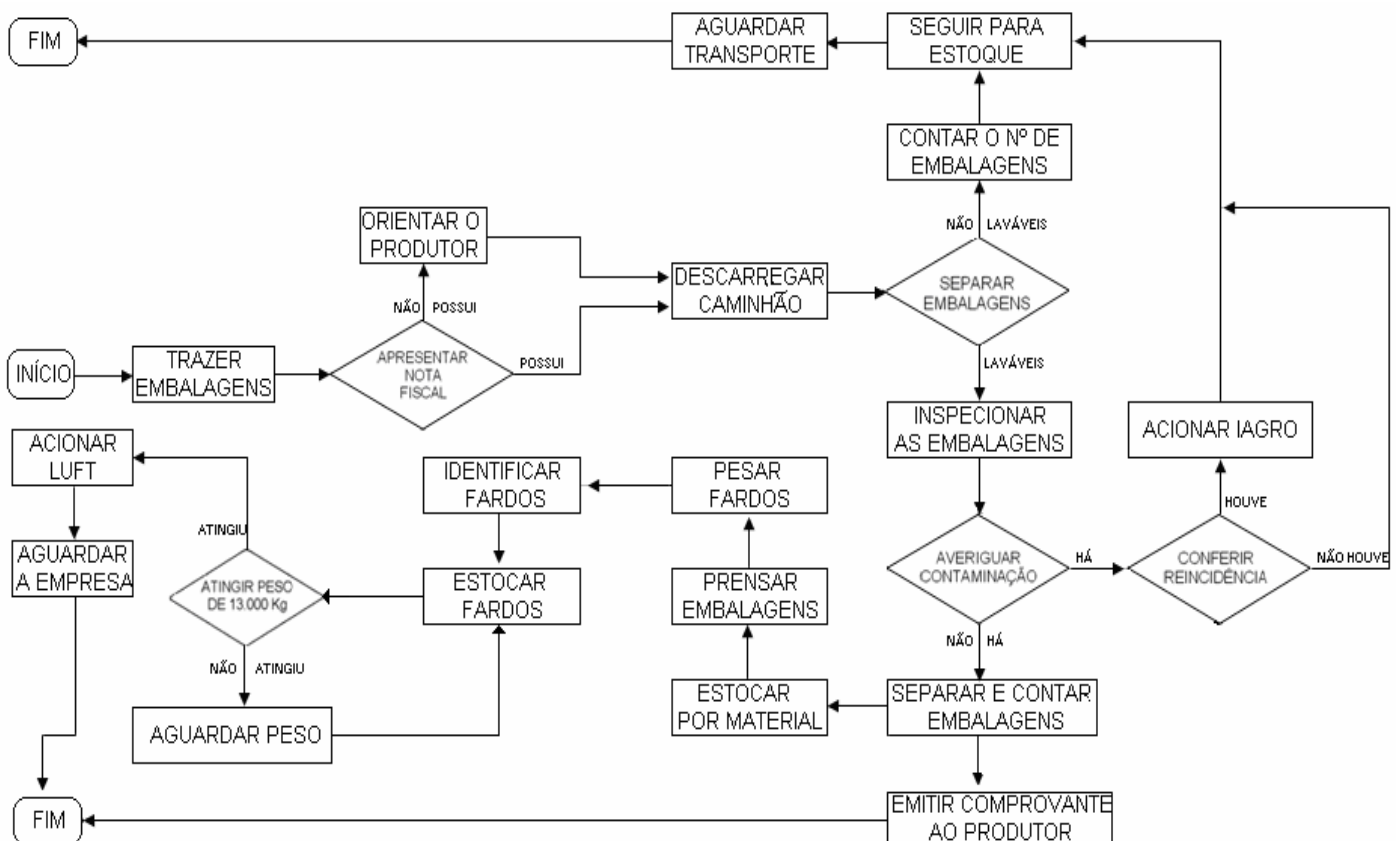 FIM
AGUARDAR
TRANSPORTE
SEGUIR PARA
ESTOQUE
CONTAR O Nº DE
EMBALAGENS
NÃO LAVÁVEIS
ORIENTAR O
PRODUTOR
DESCARREGAR
CAMINHÃO
SEPARAR
EMBALAGENS
NÃO POSSUI
INÍCIO
TRAZER
EMBALAGENS
APRESENTAR
NOTA
FISCAL
POSSUI
LAVÁVEIS
INSPECIONAR
AS EMBALAGENS
ACIONAR IAGRO
ACIONAR
LUFT
IDENTIFICAR
FARDOS
PESAR
FARDOS
HOUVE
ATINGIU
AGUARDAR
A EMPRESA
ATINGIR PESO
DE 13.000 Kg
ESTOCAR
FARDOS
PRENSAR
EMBALAGENS
AVERIGUAR
CONTAMINAÇÃO
HÁ
CONFERIR
REINCIDÊNCIA
NÃO HOUVE
NÃO ATINGIU
NÃO HÁ
AGUARDAR PESO
ESTOCAR
POR MATERIAL
SEPARAR E CONTAR
EMBALAGENS
FIM
EMITIR COMPROVANTE
AO PRODUTOR